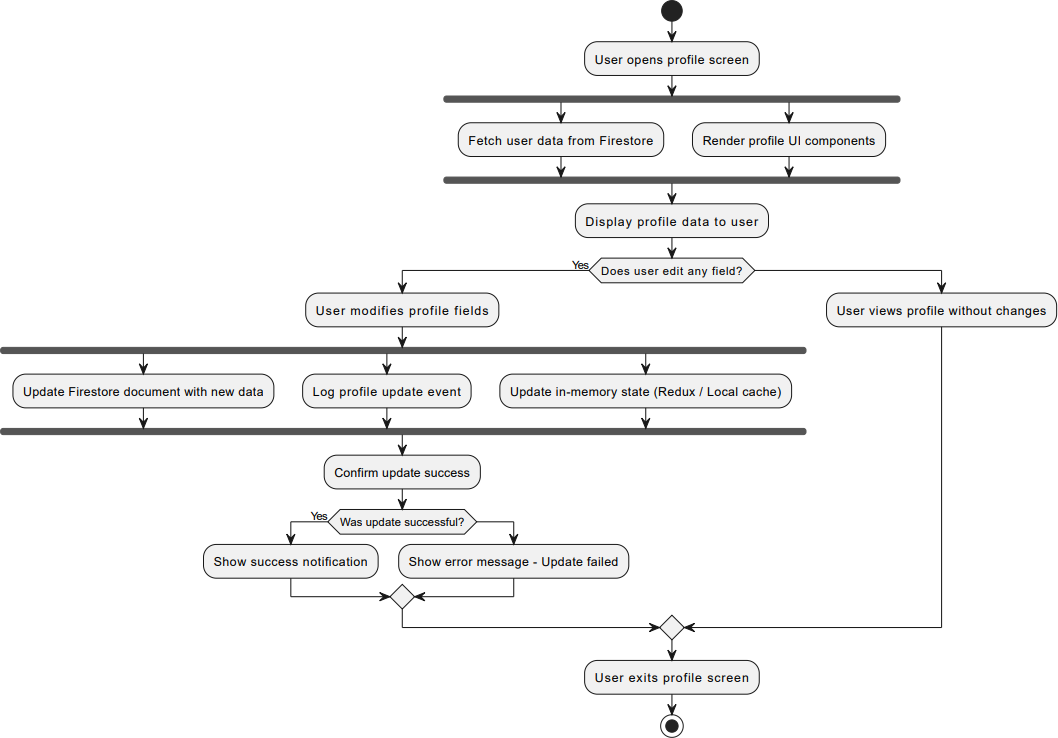 User opens profile screen
Fetch user data from Firestore
Render profile UI components
Display profile data to user
Yes
Does user edit any field?
User modifies profile fields
User views profile without changes
Update Firestore document with new data
Log profile update event
Update in-memory state (Redux / Local cache)
Confirm update success
Yes
Was update successful?
Show success notification
Show error message - Update failed
User exits profile screen